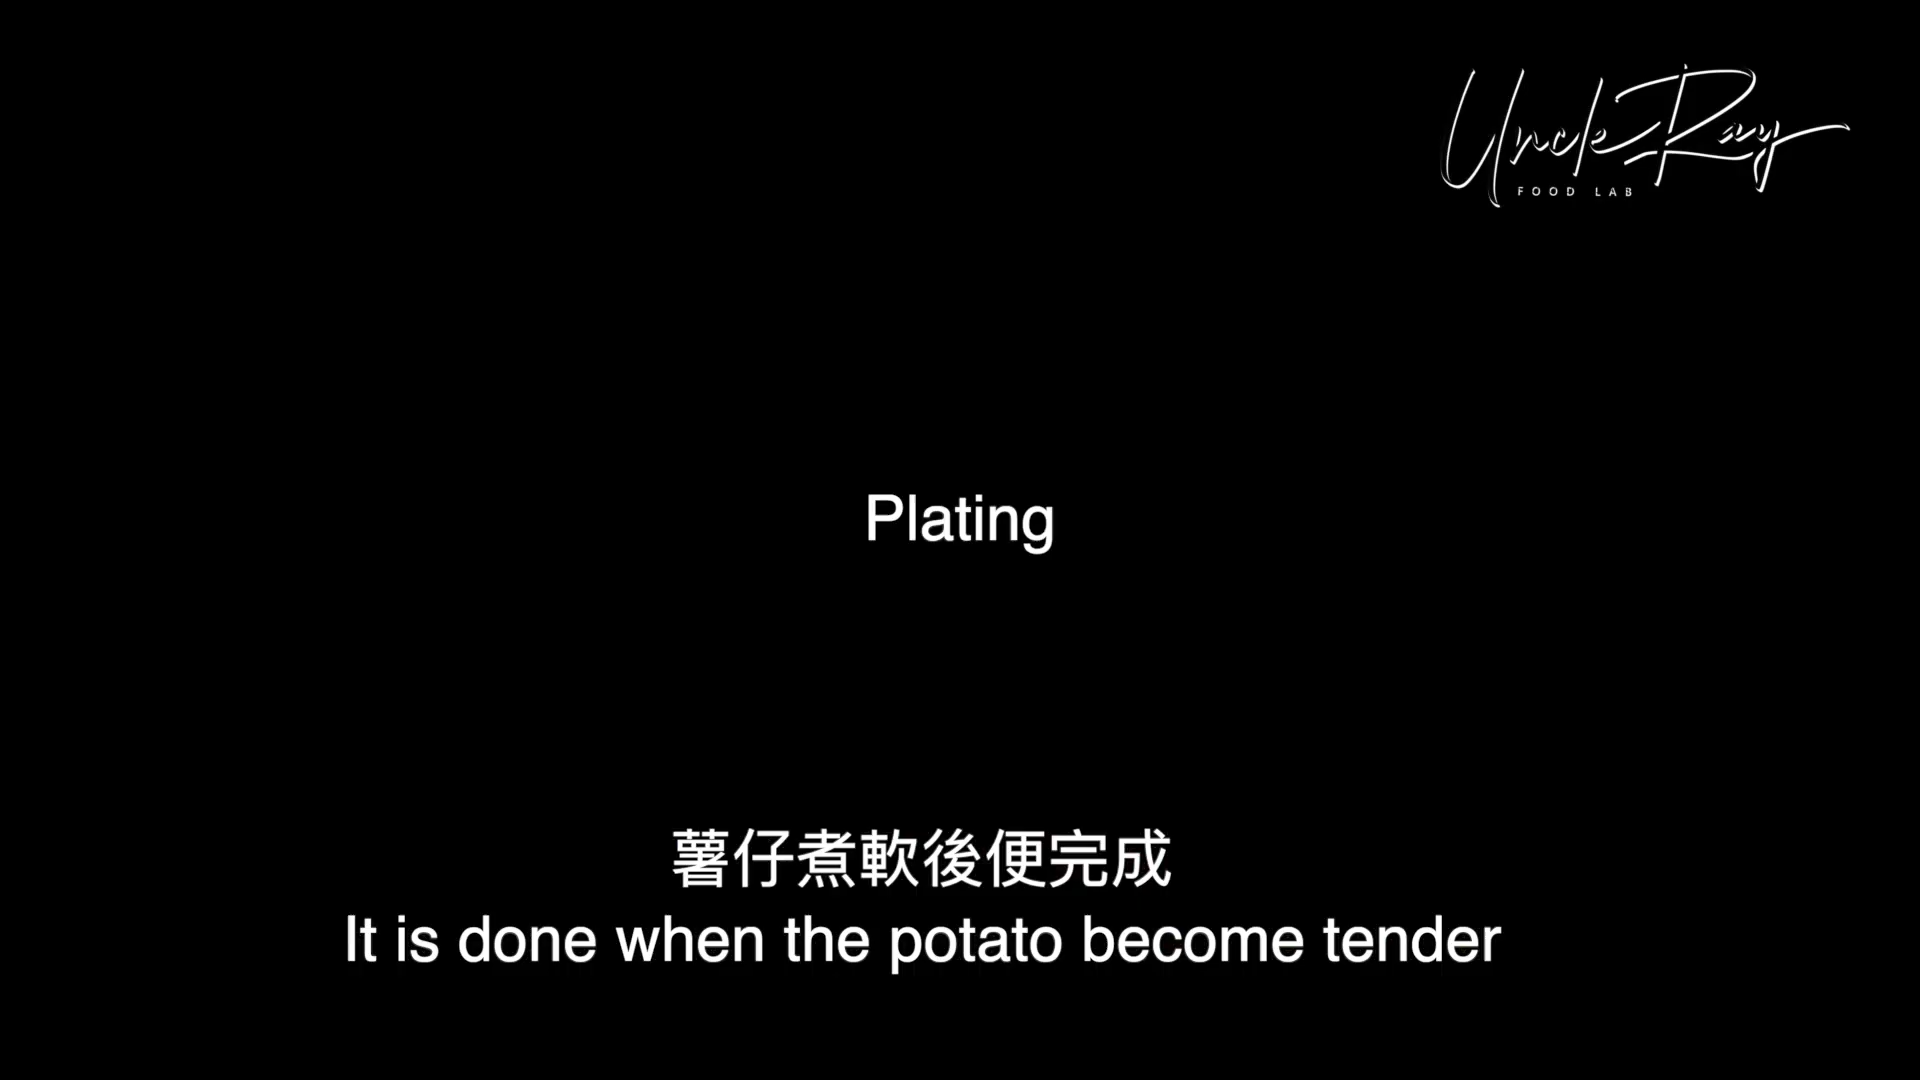 Uncle Ray
FOOD LAB
Plating
薯仔煮軟後便完成
It is done when the potato become tender